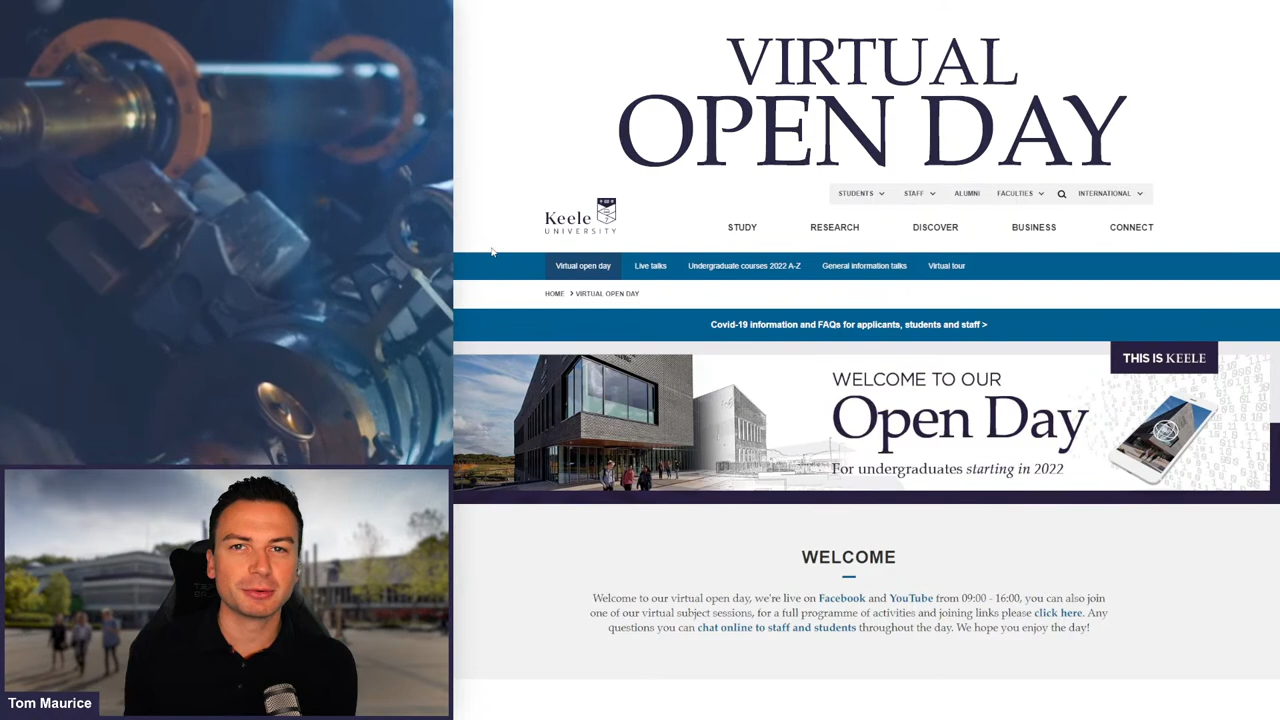 VIRTUAL
OPEN DAY
STUDENTS
STAFF
ALUMNI
FACULTIES
INTERNATIONAL
Keele
UNIVERSITY
STUDY
RESEARCH
DISCOVER
BUSINESS
CONNECT
Virtual open day
Live talks
Undergraduate courses 2022 A-Z
General information talks
Virtual tour
HOME > VIRTUAL OPEN DAY
Covid-19 information and FAQs for applicants, students and staff >
THIS IS KEELE
WELCOME TO OUR
Open Day
For undergraduates starting in 2022
WELCOME
Welcome to our virtual open day, we're live on Facebook and YouTube from 09:00 - 16:00, you can also join
one of our virtual subject sessions, for a full programme of activities and joining links please click here. Any
questions you can chat online to staff and students throughout the day. We hope you enjoy the day!
Tom Maurice